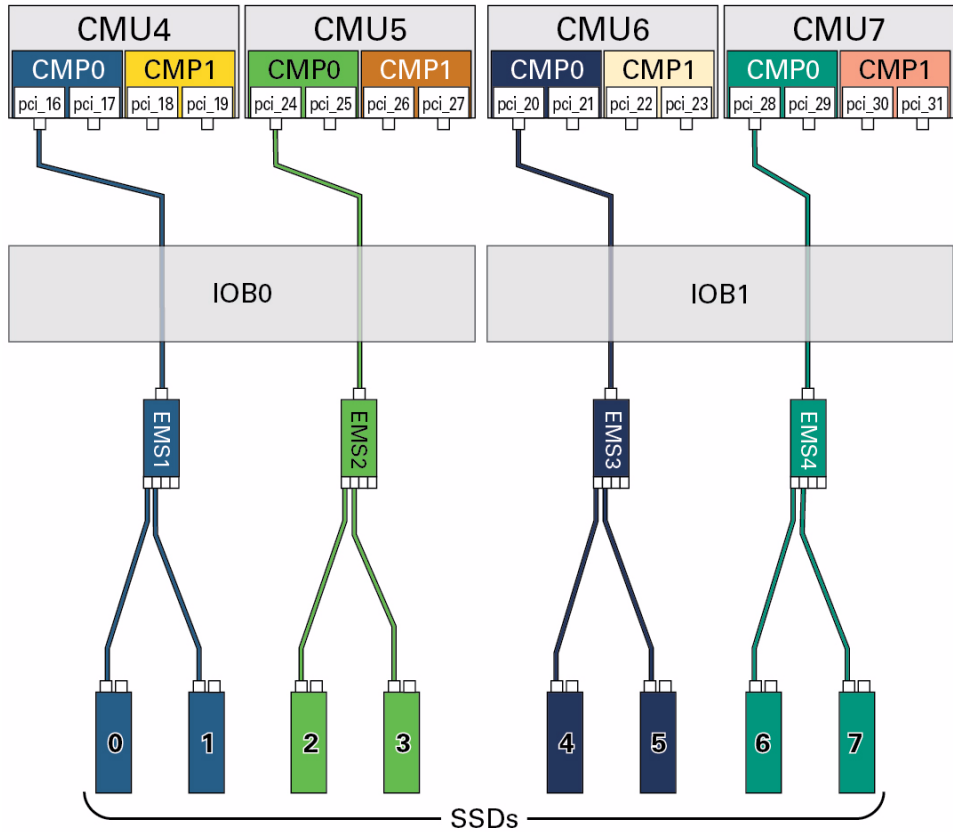 CMU4 CMU5 CMU6 CMU7
CMP0 CMP1 CMP0 CMP1 CMP0 CMP1 CMP0 CMP1
pci_16 pci_17 pci_18 pci_19 pci_24 pci_25 pci_26 pci_27 pci_20 pci_21 pci_22 pci_23 pci_28 pci_29 pci_30 pci_31
IOB0 IOB1
EMS1 EMS2 EMS3 EMS4
0 1 2 3 4 5 6 7
SSDs